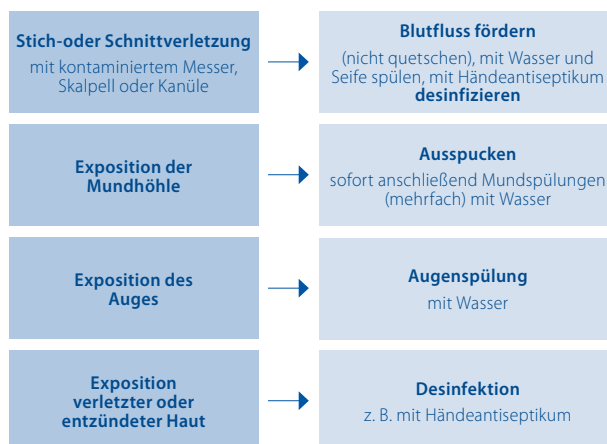 Stich-oder Schnittverletzung
mit kontaminiertem Messer,
Skalpell oder Kanüle
Blutfluss fördern
(nicht quetschen), mit Wasser und
Seife spülen, mit Händeantiseptikum
desinfizieren
Exposition der
Mundhöhle
Ausspucken
sofort anschließend Mundspülungen
(mehrfach) mit Wasser
Exposition des
Auges
Augenspülung
mit Wasser
Exposition
verletzter oder
entzündeter Haut
Desinfektion
z. B. mit Händeantiseptikum